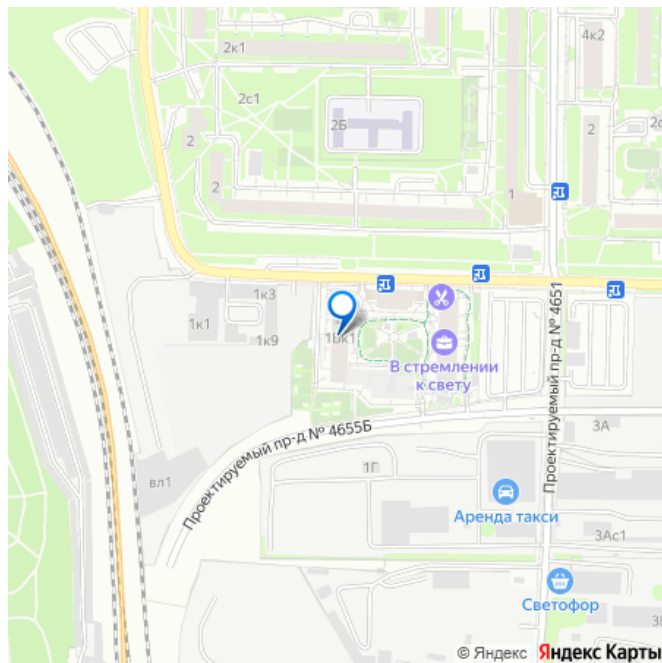 2к1
4к2
2с1
2Б
2
2
2
1
1к3
1к1
1к9
1Бк1
В стремлении
к свету
Проектируемый пр-д № 4651
Проектируемый пр-д № 4655Б
3А
1Г
вл1
Аренда такси
3Ас1
Светофор
© Яндекс Яндекс Карты